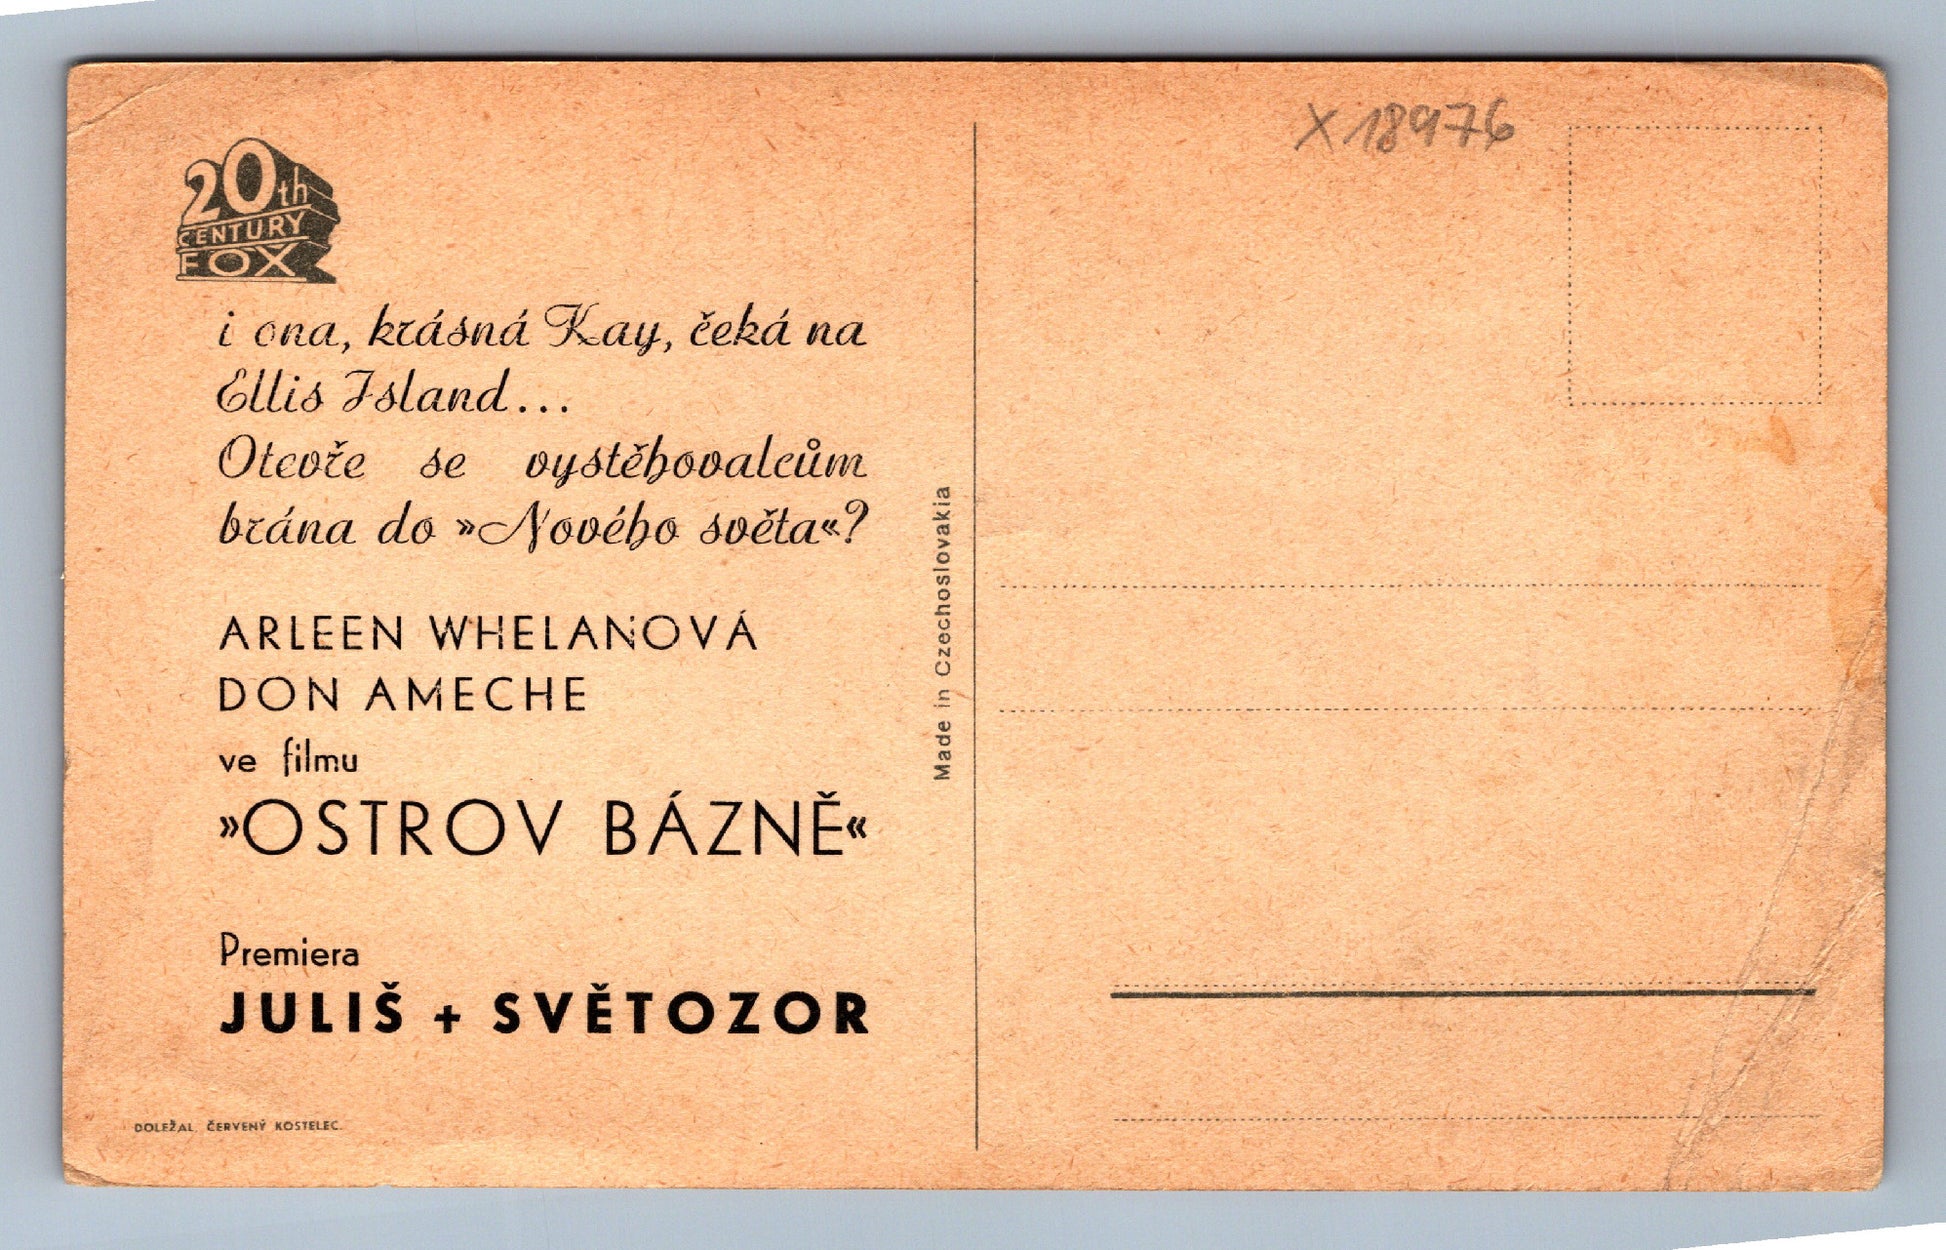 20th
CENTURY
FOX
i ona, krásná Kay, čeká na
Ellis Island...
Otevře se vystěhovalcům
brána do »Nového světa«?
ARLEEN WHELANOVÁ
DON AMECHE
ve filmu
»OSTROV BÁZNĚ«
Premiera
JULIŠ + SVĚTOZOR
DOLEŽAL, ČERVENÝ KOSTELEC.
Made in Czechoslovakia
X 18976